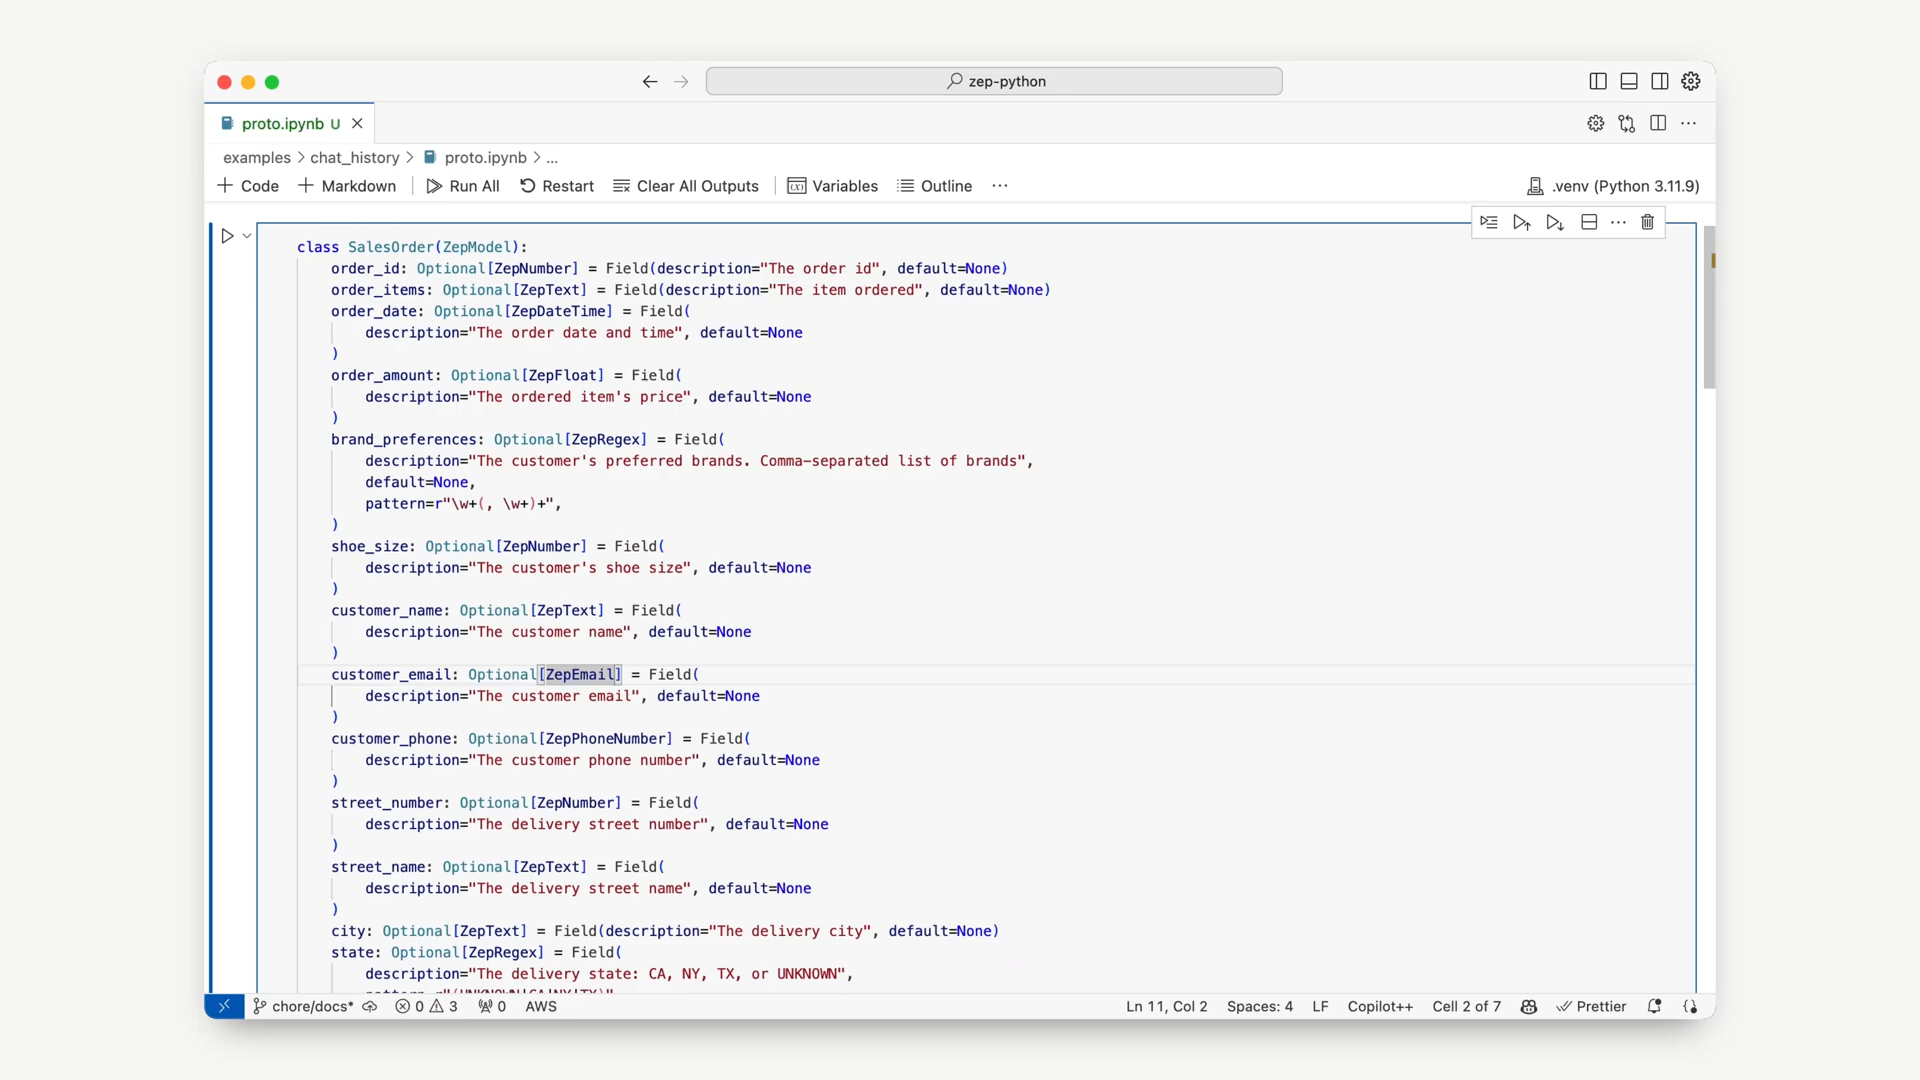 zep-python
proto.ipynb U
examples > chat_history > proto.ipynb > ...
Code Markdown Run All Restart Clear All Outputs Variables Outline ... .venv (Python 3.11.9)
class SalesOrder(ZepModel):
    order_id: Optional[ZepNumber] = Field(description="The order id", default=None)
    order_items: Optional[ZepText] = Field(description="The item ordered", default=None)
    order_date: Optional[ZepDateTime] = Field(
        description="The order date and time", default=None
    )
    order_amount: Optional[ZepFloat] = Field(
        description="The ordered item's price", default=None
    )
    brand_preferences: Optional[ZepRegex] = Field(
        description="The customer's preferred brands. Comma-separated list of brands",
        default=None,
        pattern=r"\w+(, \w+)+",
    )
    shoe_size: Optional[ZepNumber] = Field(
        description="The customer's shoe size", default=None
    )
    customer_name: Optional[ZepText] = Field(
        description="The customer name", default=None
    )
    customer_email: Optional[ZepEmail] = Field(
        description="The customer email", default=None
    )
    customer_phone: Optional[ZepPhoneNumber] = Field(
        description="The customer phone number", default=None
    )
    street_number: Optional[ZepNumber] = Field(
        description="The delivery street number", default=None
    )
    street_name: Optional[ZepText] = Field(
        description="The delivery street name", default=None
    )
    city: Optional[ZepText] = Field(description="The delivery city", default=None)
    state: Optional[ZepRegex] = Field(
        description="The delivery state: CA, NY, TX, or UNKNOWN",
chore/docs* 0 3 0 AWS Ln 11, Col 2 Spaces: 4 LF Copilot++ Cell 2 of 7 Prettier